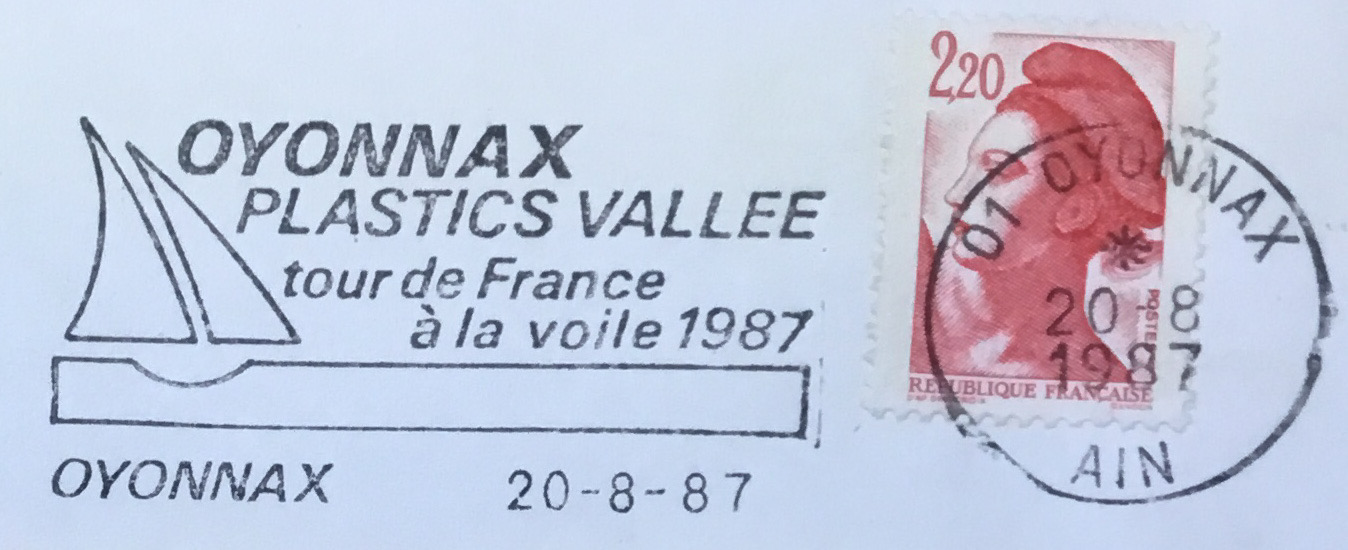 OYONNAX
PLASTICS VALLEE
tour de France
à la voile 1987
OYONNAX 20-8-87
2,20
POSTES
REPUBLIQUE FRANÇAISE
01 OYONNAX
20 8
1987
AIN